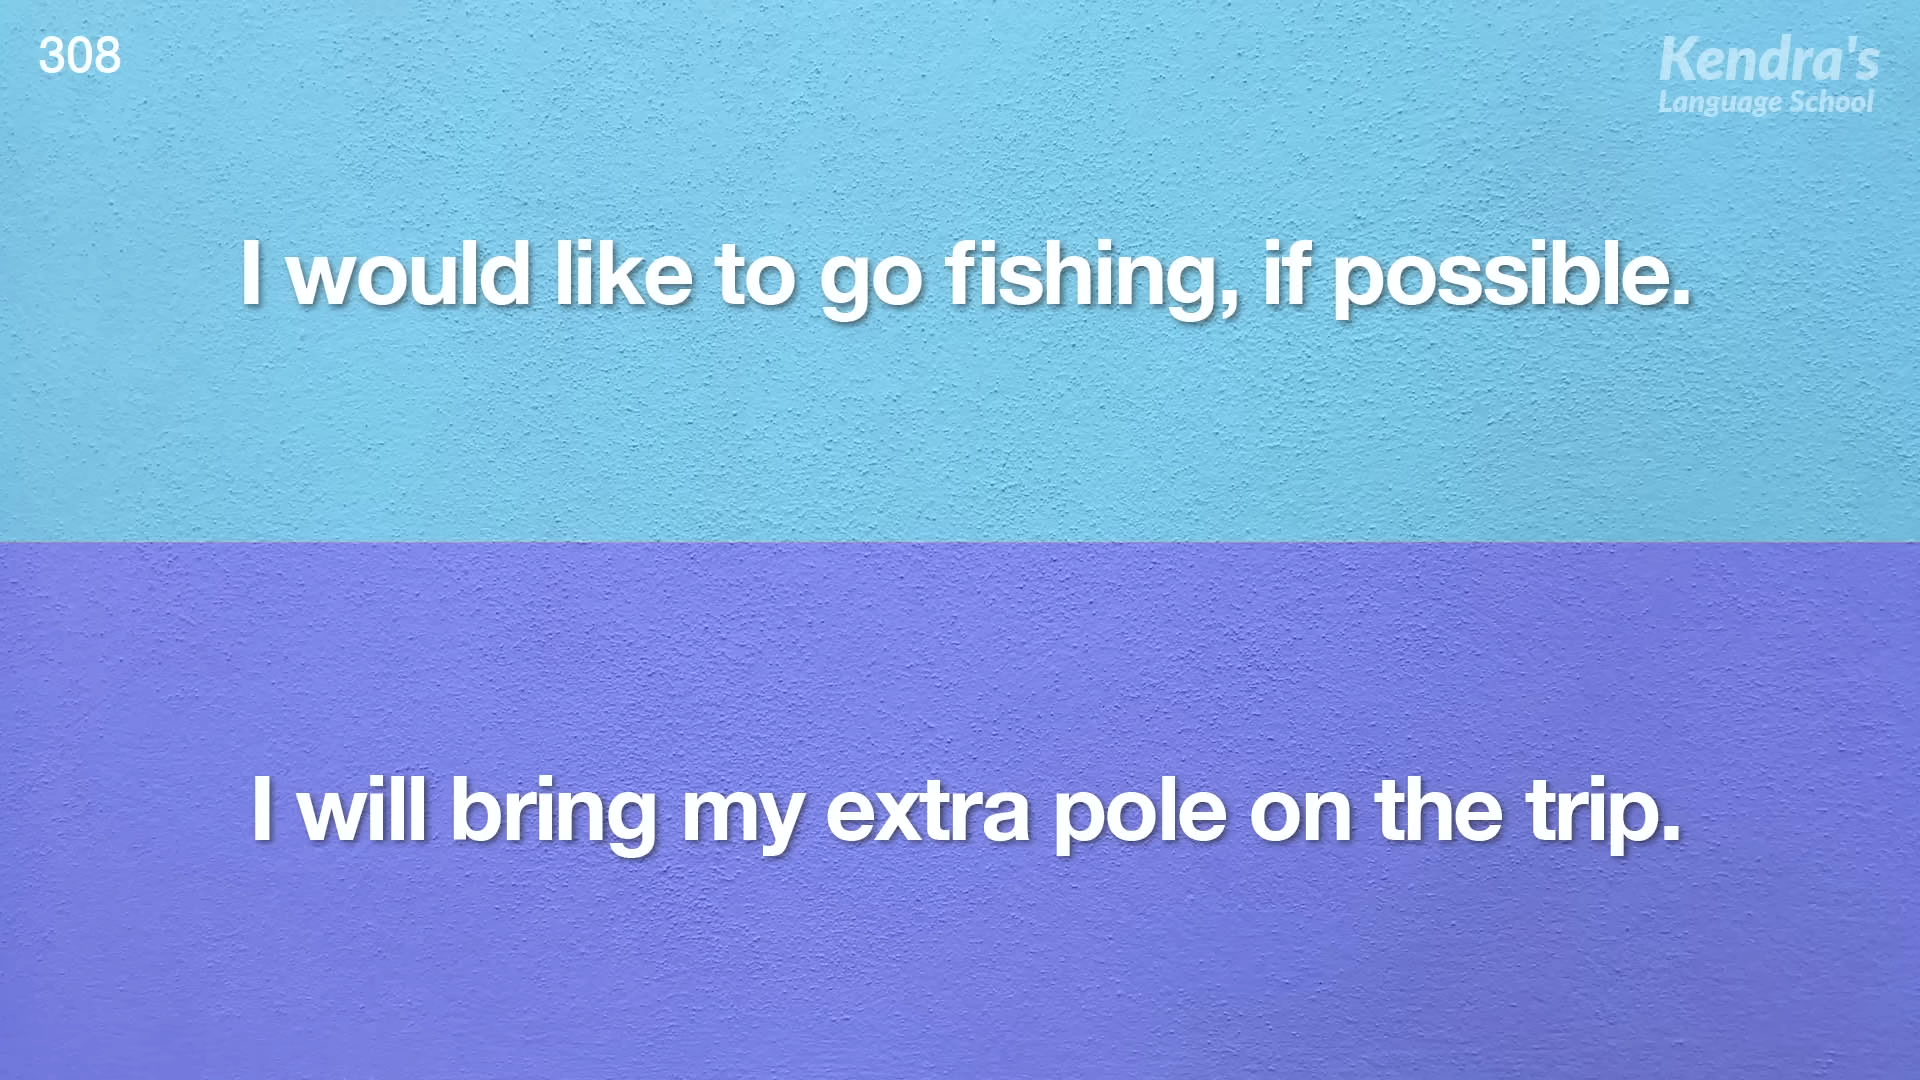 308
Kendra's
Language School
I would like to go fishing, if possible.
I will bring my extra pole on the trip.